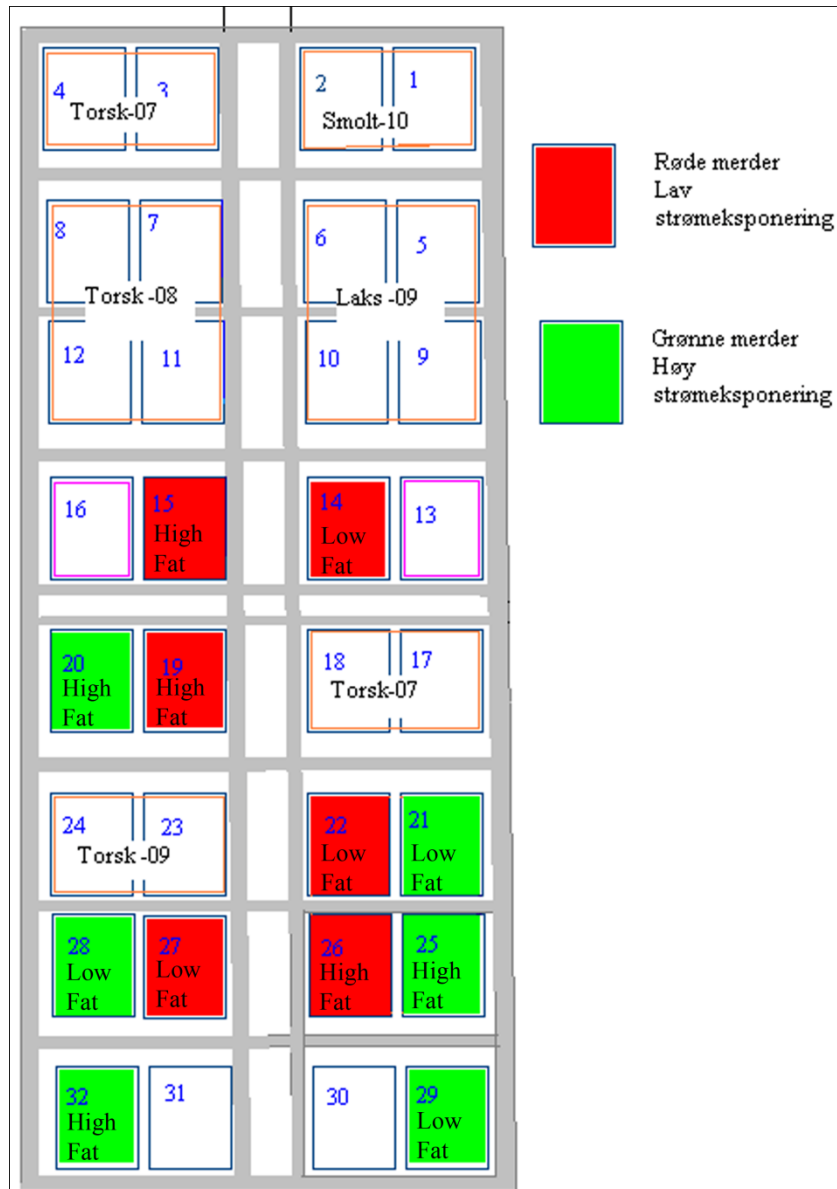 4 3
Torsk-07
2 1
Smolt-10
Røde merder
Lav
strømeksponering
8 7
Torsk -08
12 11
6 5
Laks -09
10 9
Grønne merder
Høy
strømeksponering
16
15
High
Fat
14
Low
Fat
13
20
High
Fat
19
High
Fat
18 17
Torsk-07
24 23
Torsk -09
22
Low
Fat
21
Low
Fat
28
Low
Fat
27
Low
Fat
26
High
Fat
25
High
Fat
32
High
Fat
31
30
29
Low
Fat